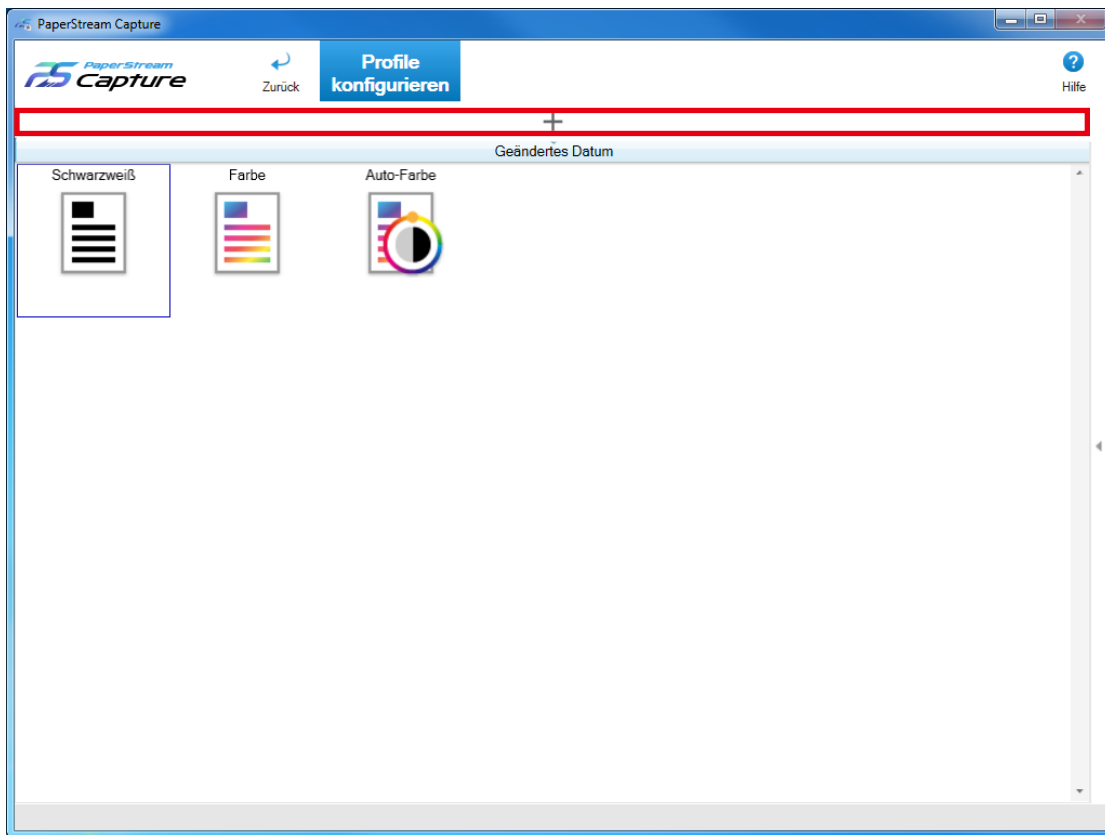 PaperStream Capture
PaperStream
Capture
Zurück
Profile
konfigurieren
?
Hilfe
+
Geändertes Datum
Schwarzweiß
Farbe
Auto-Farbe